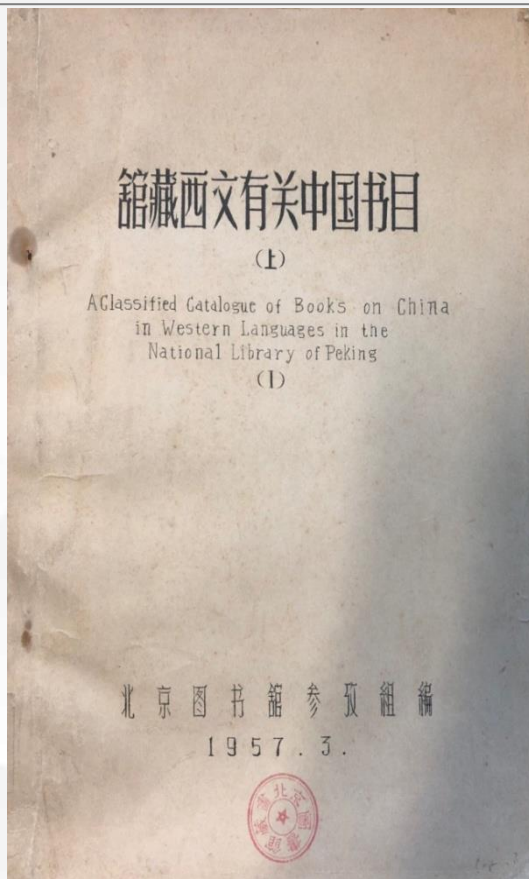 舘藏西文有关中国书目
(上)
A Classified Catalogue of Books on China
in Western Languages in the
National Library of Peking
(1)
北京图书舘参攷組編
1957.3.